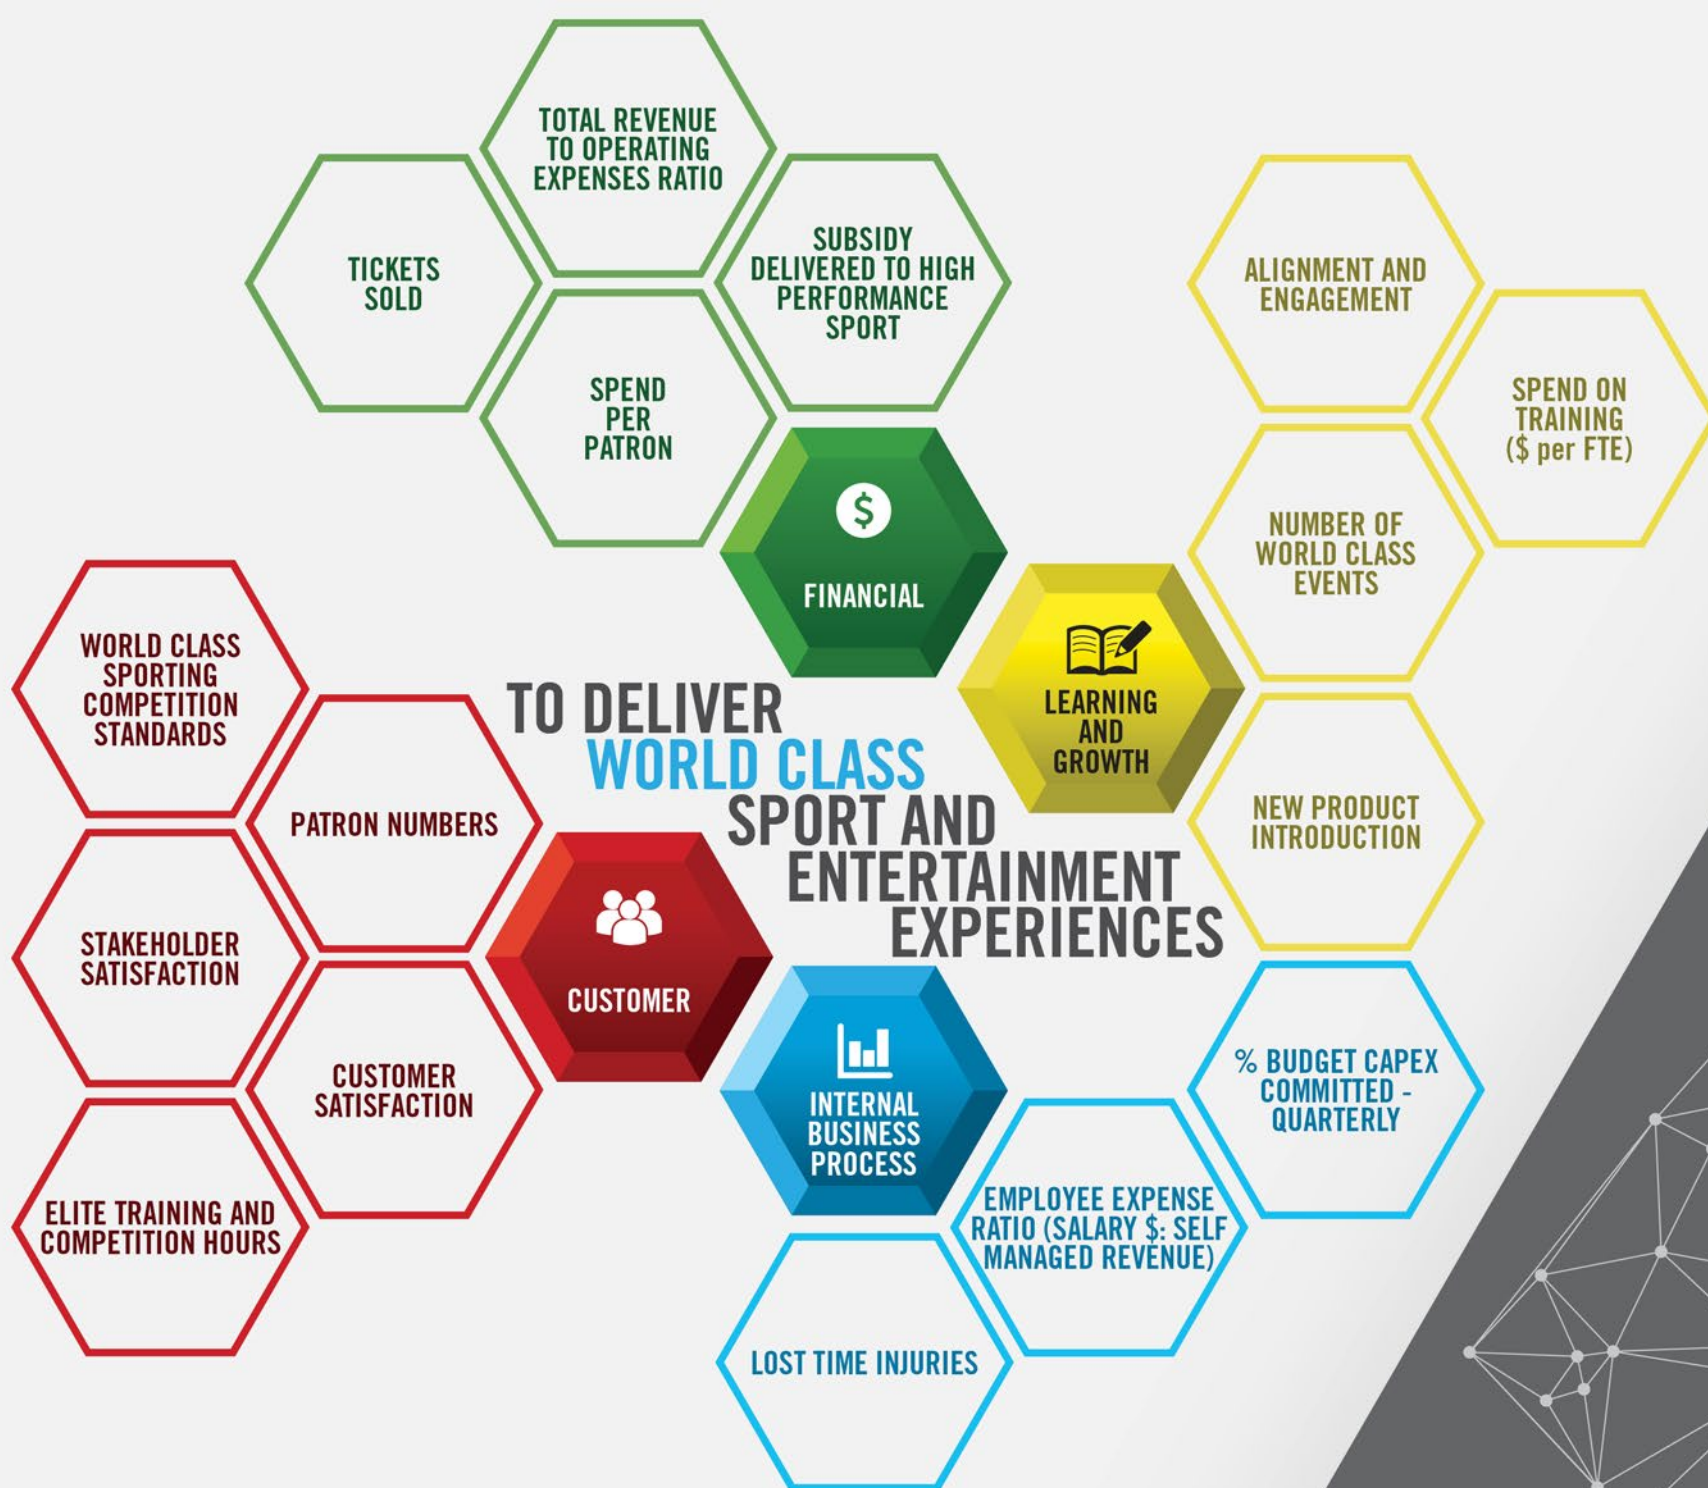 TOTAL REVENUE
TO OPERATING
EXPENSES RATIO
TICKETS
SOLD
SUBSIDY
DELIVERED TO HIGH
PERFORMANCE
SPORT
SPEND
PER
PATRON
$
FINANCIAL
ALIGNMENT AND
ENGAGEMENT
SPEND ON
TRAINING
($ per FTE)
NUMBER OF
WORLD CLASS
EVENTS
LEARNING
AND
GROWTH
NEW PRODUCT
INTRODUCTION
TO DELIVER
WORLD CLASS
SPORT AND
ENTERTAINMENT
EXPERIENCES
WORLD CLASS
SPORTING
COMPETITION
STANDARDS
PATRON NUMBERS
STAKEHOLDER
SATISFACTION
CUSTOMER
CUSTOMER
SATISFACTION
ELITE TRAINING AND
COMPETITION HOURS
INTERNAL
BUSINESS
PROCESS
% BUDGET CAPEX
COMMITTED -
QUARTERLY
EMPLOYEE EXPENSE
RATIO (SALARY $: SELF
MANAGED REVENUE)
LOST TIME INJURIES